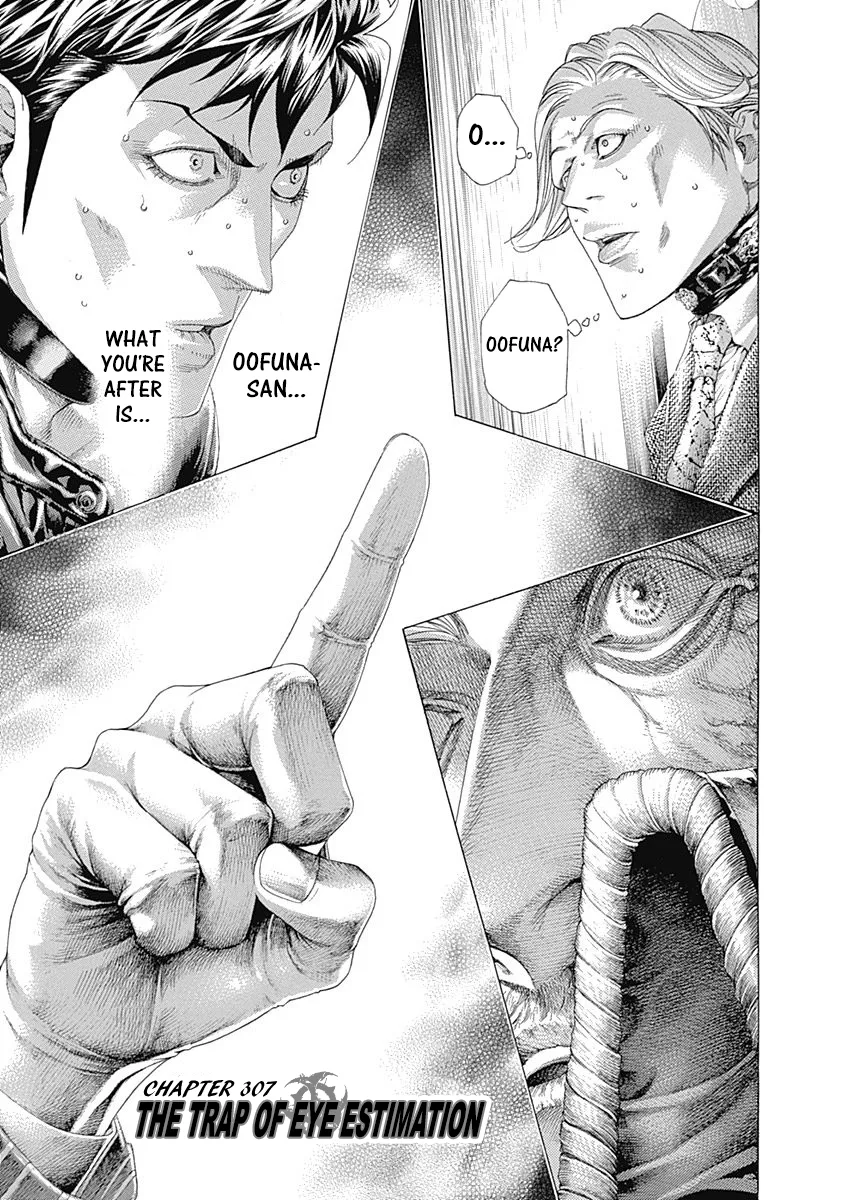 O...
OOFUNA?
OOFUNA-
SAN...
WHAT
YOU'RE
AFTER
IS...
CHAPTER 307
THE TRAP OF EYE ESTIMATION